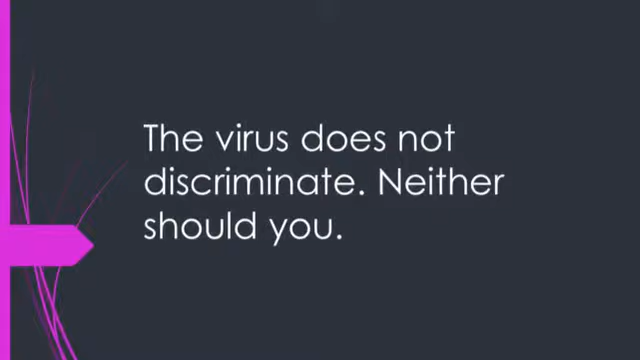 The virus does not
discriminate. Neither
should you.